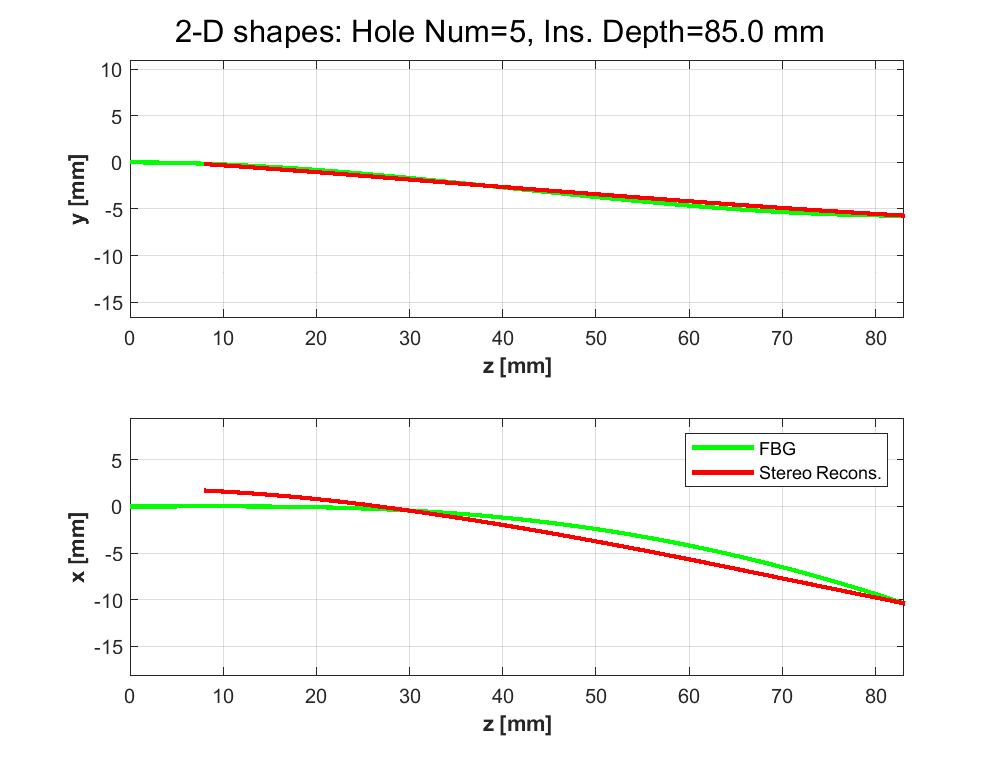 2-D shapes: Hole Num=5, Ins. Depth=85.0 mm
10
5
0
-5
-10
-15
y [mm]
0 10 20 30 40 50 60 70 80
z [mm]
FBG
Stereo Recons.
5
0
-5
-10
-15
x [mm]
0 10 20 30 40 50 60 70 80
z [mm]